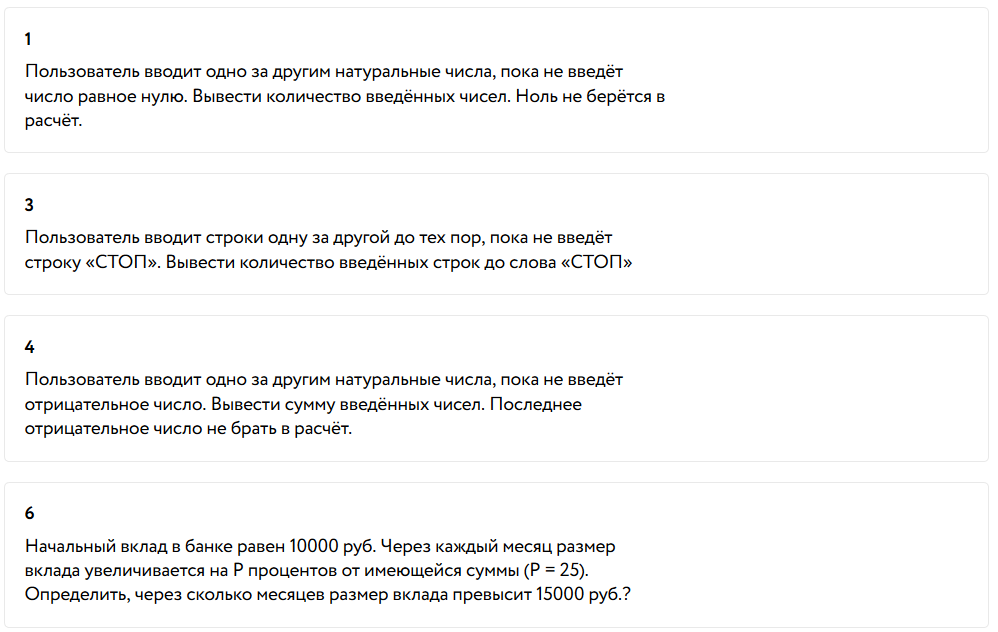 1
Пользователь вводит одно за другим натуральные числа, пока не введёт
число равное нулю. Вывести количество введённых чисел. Ноль не берётся в
расчёт.
3
Пользователь вводит строки одну за другой до тех пор, пока не введёт
строку «СТОП». Вывести количество введённых строк до слова «СТОП»
4
Пользователь вводит одно за другим натуральные числа, пока не введёт
отрицательное число. Вывести сумму введённых чисел. Последнее
отрицательное число не брать в расчёт.
6
Начальный вклад в банке равен 10000 руб. Через каждый месяц размер
вклада увеличивается на P процентов от имеющейся суммы (P = 25).
Определить, через сколько месяцев размер вклада превысит 15000 руб.?